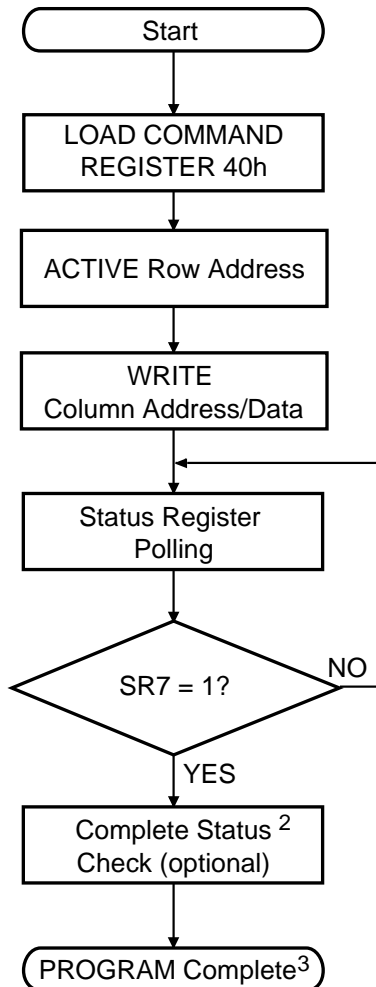 Start
LOAD COMMAND
REGISTER 40h
ACTIVE Row Address
WRITE
Column Address/Data
Status Register
Polling
SR7 = 1?
NO
YES
Complete Status 2
Check (optional)
PROGRAM Complete3